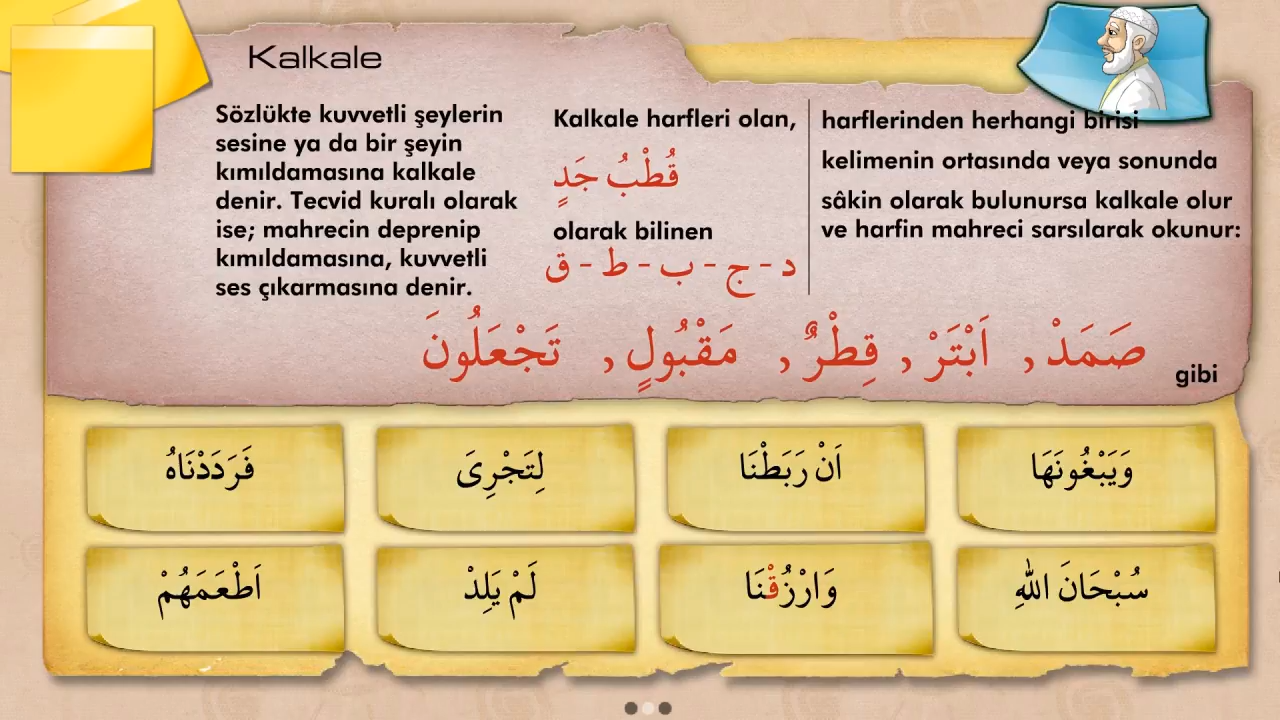 Kalkale
Sözlükte kuvvetli şeylerin
sesine ya da bir şeyin
kımıldamasına kalkale
denir. Tecvid kuralı olarak
ise; mahrecin deprenip
kımıldamasına, kuvvetli
ses çıkarmasına denir.
Kalkale harfleri olan,
قُطْبُ جَدٍ
olarak bilinen
د - ج - ب - ط - ق
harflerinden herhangi birisi
kelimenin ortasında veya sonunda
sâkin olarak bulunursa kalkale olur
ve harfin mahreci sarsılarak okunur:
صَمَدْ , اَبْتَرْ , قِطْرٌ , مَقْبُولٍ , تَجْعَلُونَ
gibi
وَيَبْغُونَهَا
اَنْ رَبَطْنَا
لِتَجْرِىَ
فَرَدَدْنَاهُ
سُبْحَانَ اللهِ
وَارْزُقْنَا
لَمْ يَلِدْ
اَطْعَمَهُمْ